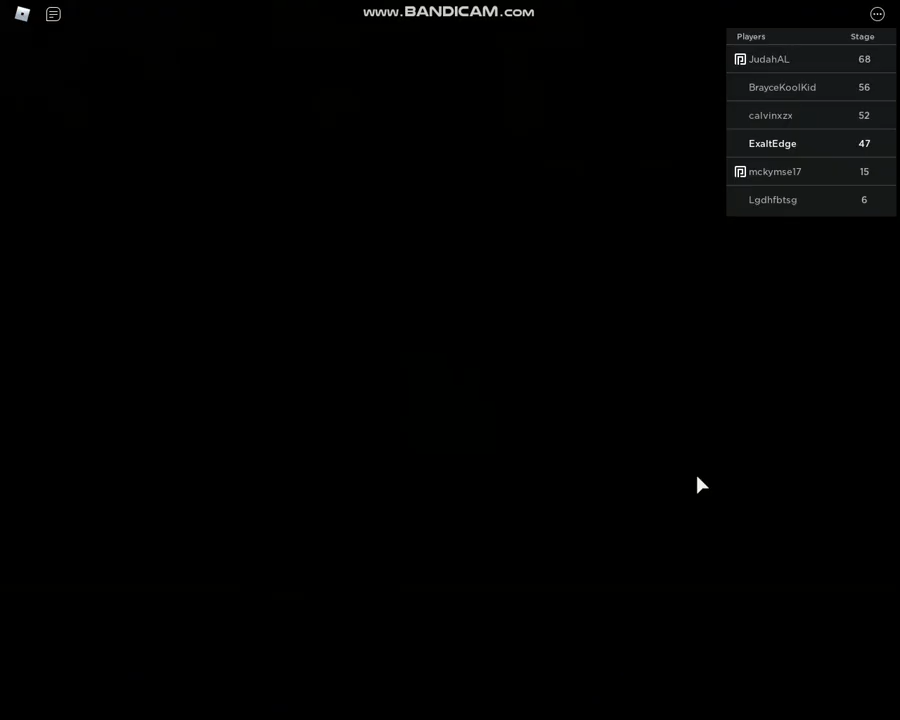 www.BANDICAM.com
Players Stage
JudahAL 68
BrayceKoolKid 56
calvinxzx 52
ExaltEdge 47
mckymse17 15
Lgdhfbtsg 6